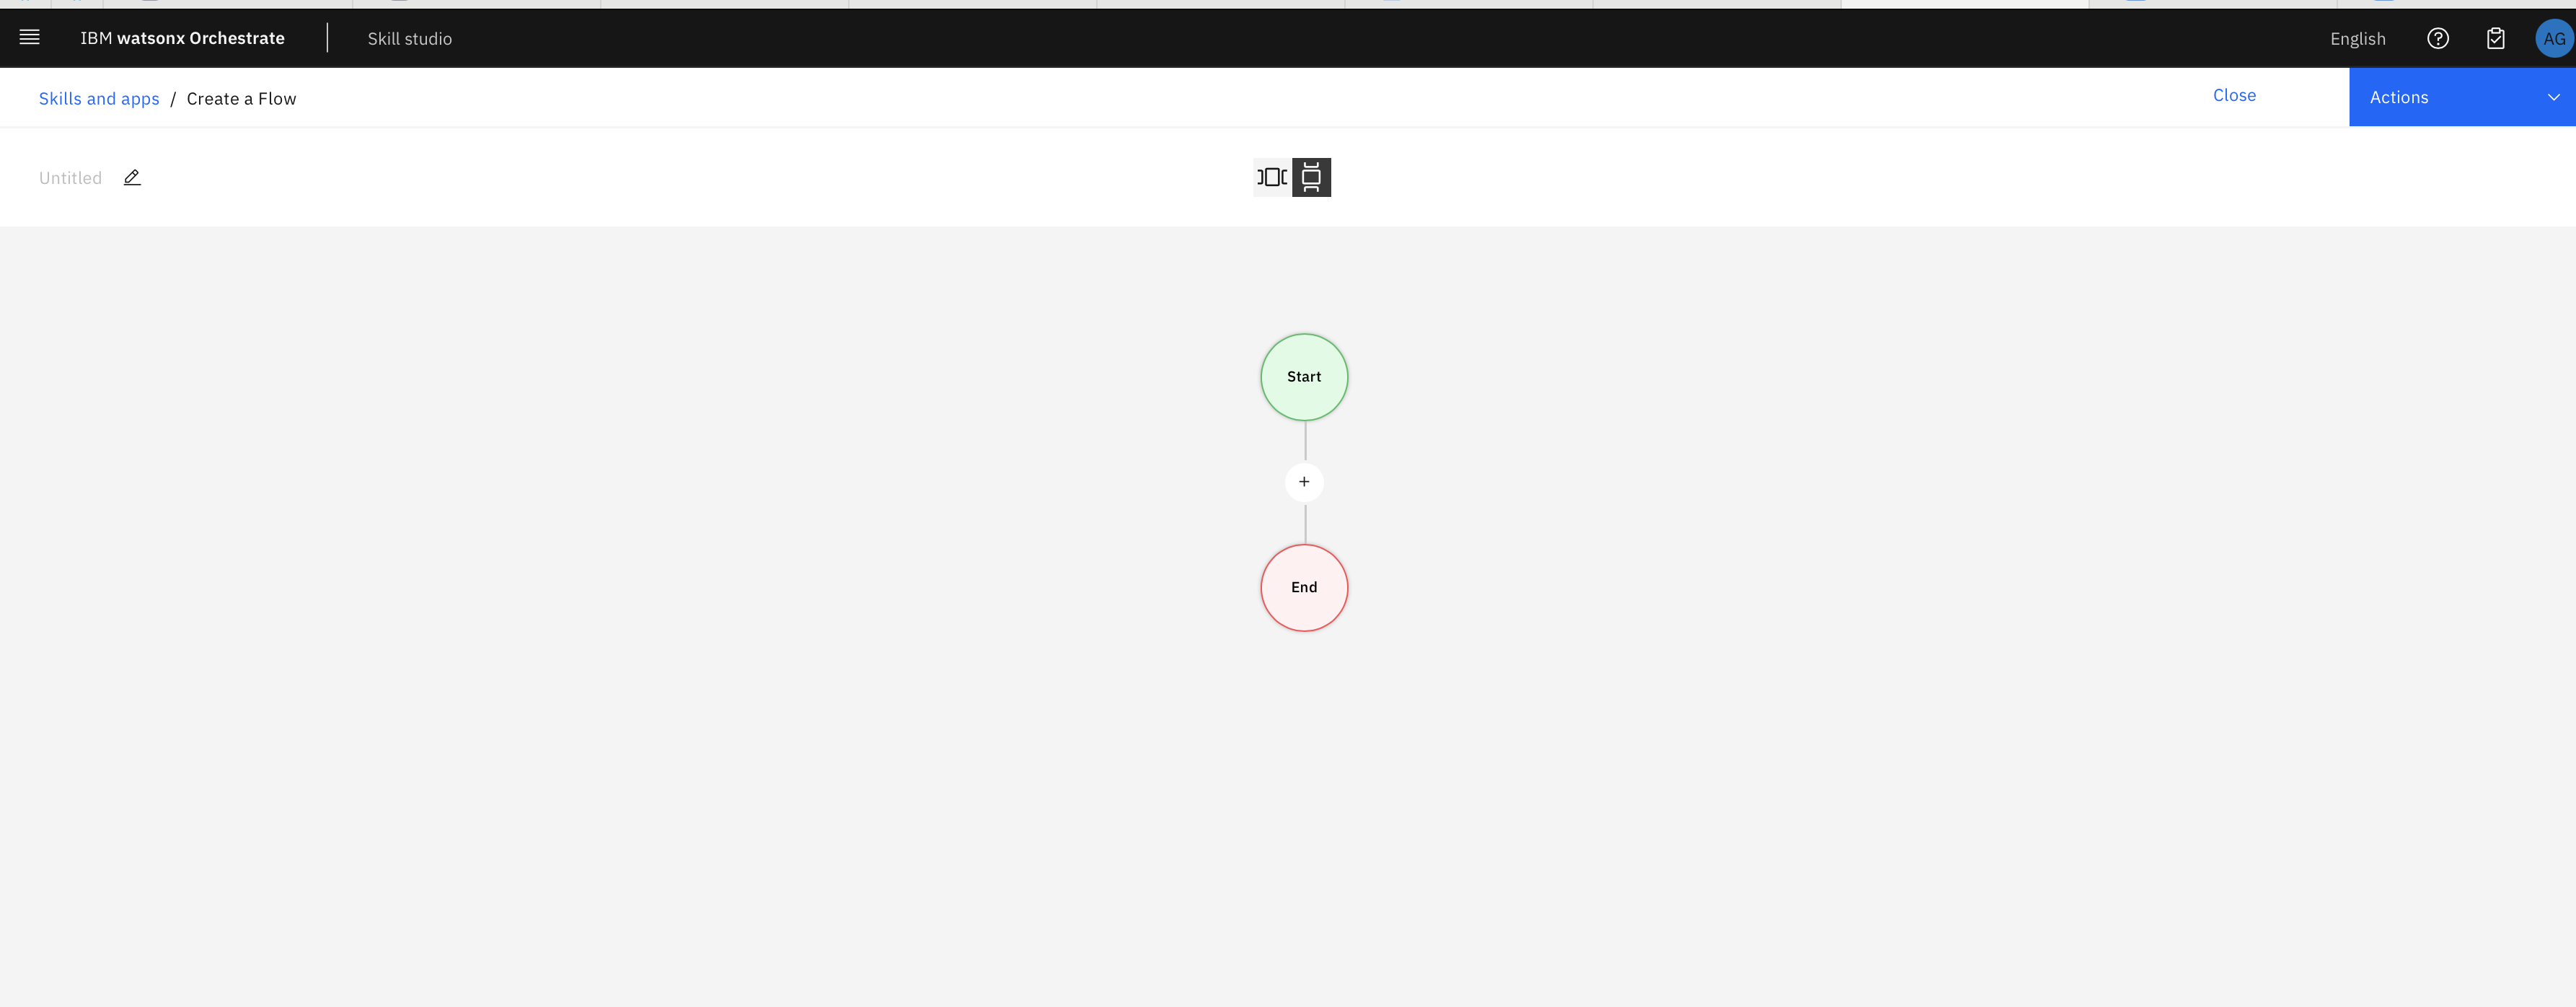 IBM watsonx Orchestrate
Skill studio
English
AG
Skills and apps / Create a Flow
Close
Actions
Untitled
Start
+
End